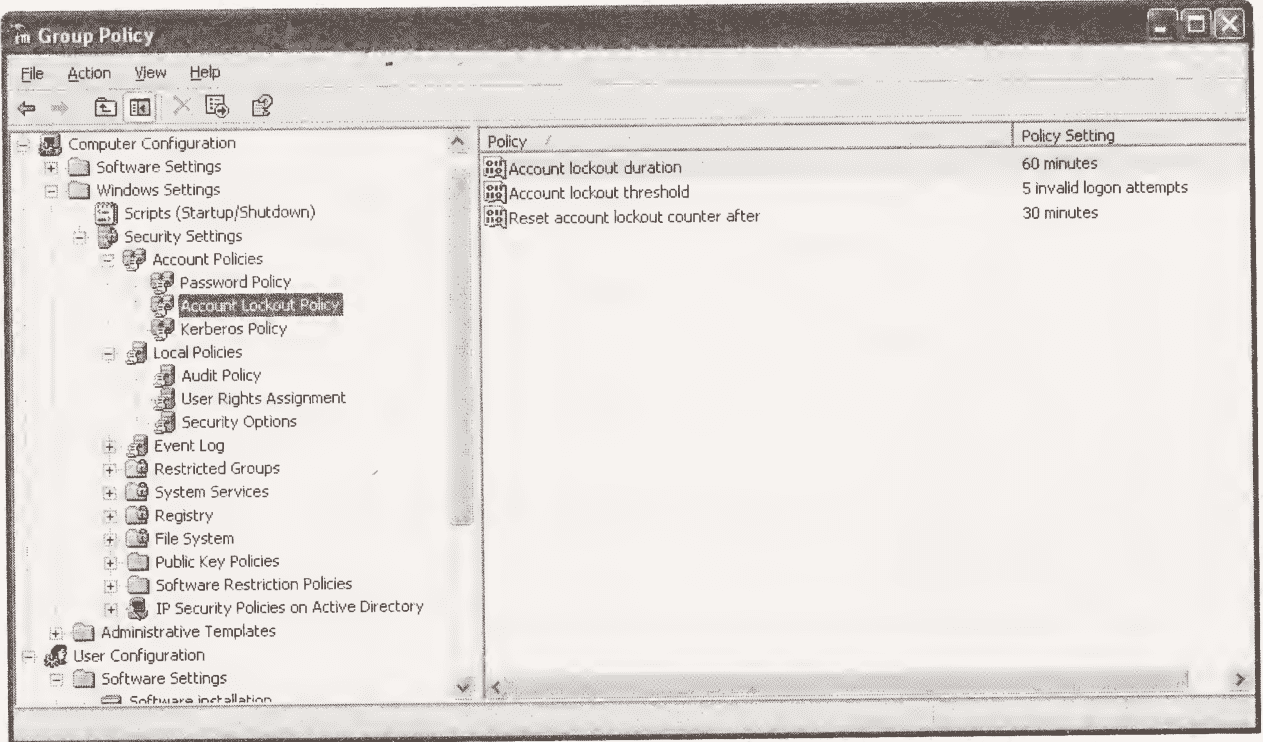 Group Policy
File Action View Help
Computer Configuration
Software Settings
Windows Settings
Scripts (Startup/Shutdown)
Security Settings
Account Policies
Password Policy
Account Lockout Policy
Kerberos Policy
Local Policies
Audit Policy
User Rights Assignment
Security Options
Event Log
Restricted Groups
System Services
Registry
File System
Public Key Policies
Software Restriction Policies
IP Security Policies on Active Directory
Administrative Templates
User Configuration
Software Settings
Software installation
Policy Policy Setting
Account lockout duration 60 minutes
Account lockout threshold 5 invalid logon attempts
Reset account lockout counter after 30 minutes